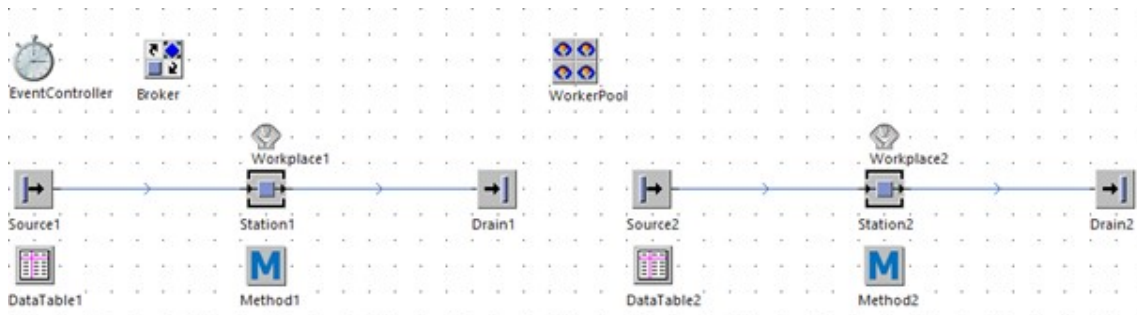 EventController
Broker
WorkerPool
Workplace1
Workplace2
Source1
Station1
Drain1
Source2
Station2
Drain2
M
M
DataTable1
Method1
DataTable2
Method2